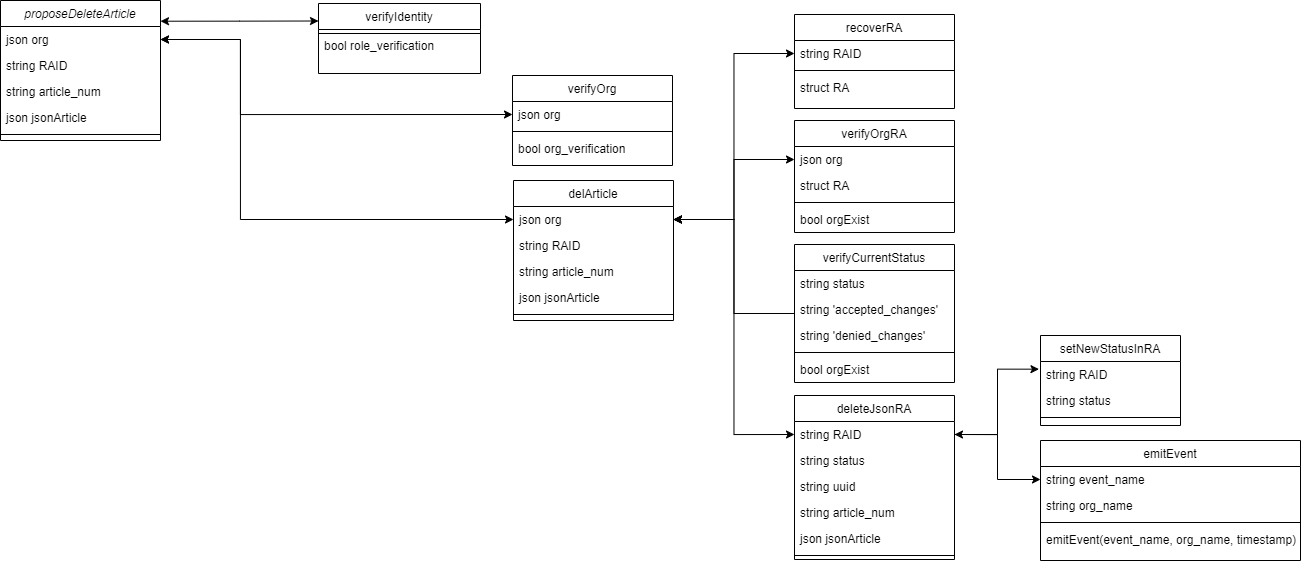 proposeDeleteArticle
json org
string RAID
string article_num
json jsonArticle
verifyIdentity
bool role_verification
verifyOrg
json org
bool org_verification
delArticle
json org
string RAID
string article_num
json jsonArticle
recoverRA
string RAID
struct RA
verifyOrgRA
json org
struct RA
bool orgExist
verifyCurrentStatus
string status
string 'accepted_changes'
string 'denied_changes'
bool orgExist
deleteJsonRA
string RAID
string status
string uuid
string article_num
json jsonArticle
setNewStatusInRA
string RAID
string status
emitEvent
string event_name
string org_name
emitEvent(event_name, org_name, timestamp)